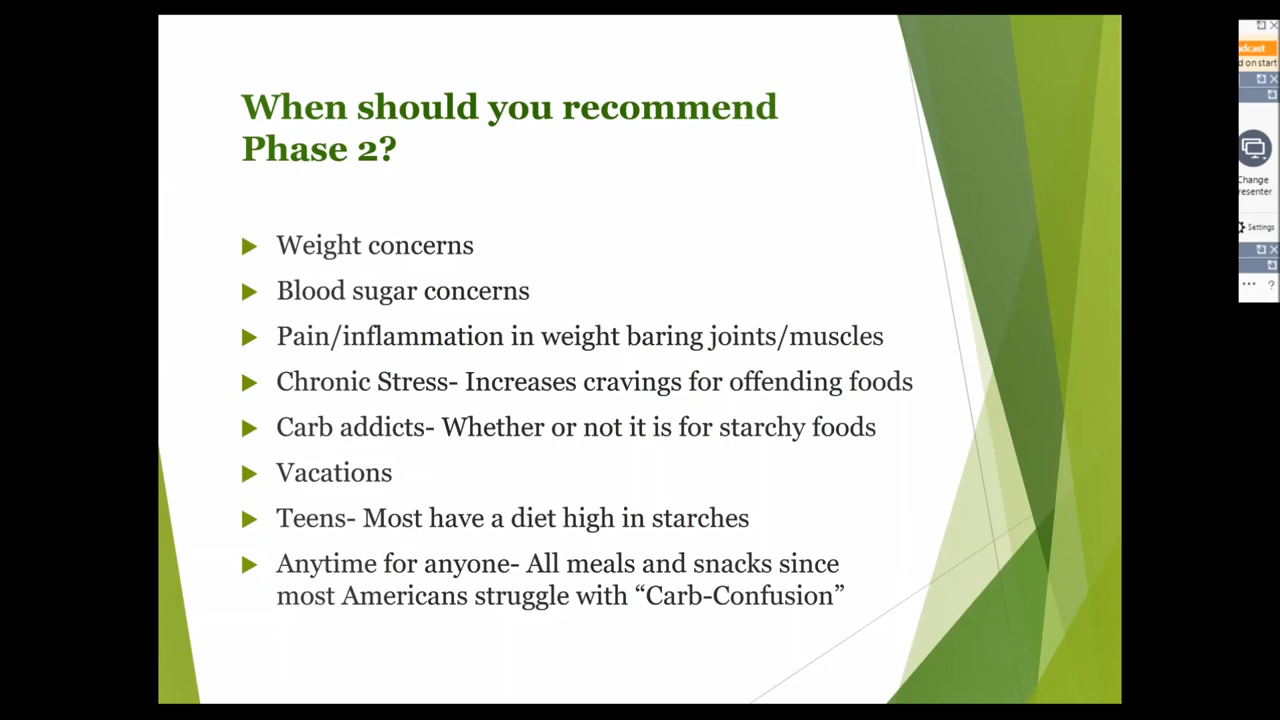 When should you recommend
Phase 2?
Weight concerns
Blood sugar concerns
Pain/inflammation in weight baring joints/muscles
Chronic Stress- Increases cravings for offending foods
Carb addicts- Whether or not it is for starchy foods
Vacations
Teens- Most have a diet high in starches
Anytime for anyone- All meals and snacks since
most Americans struggle with “Carb-Confusion”
on start
Change
Settings
?